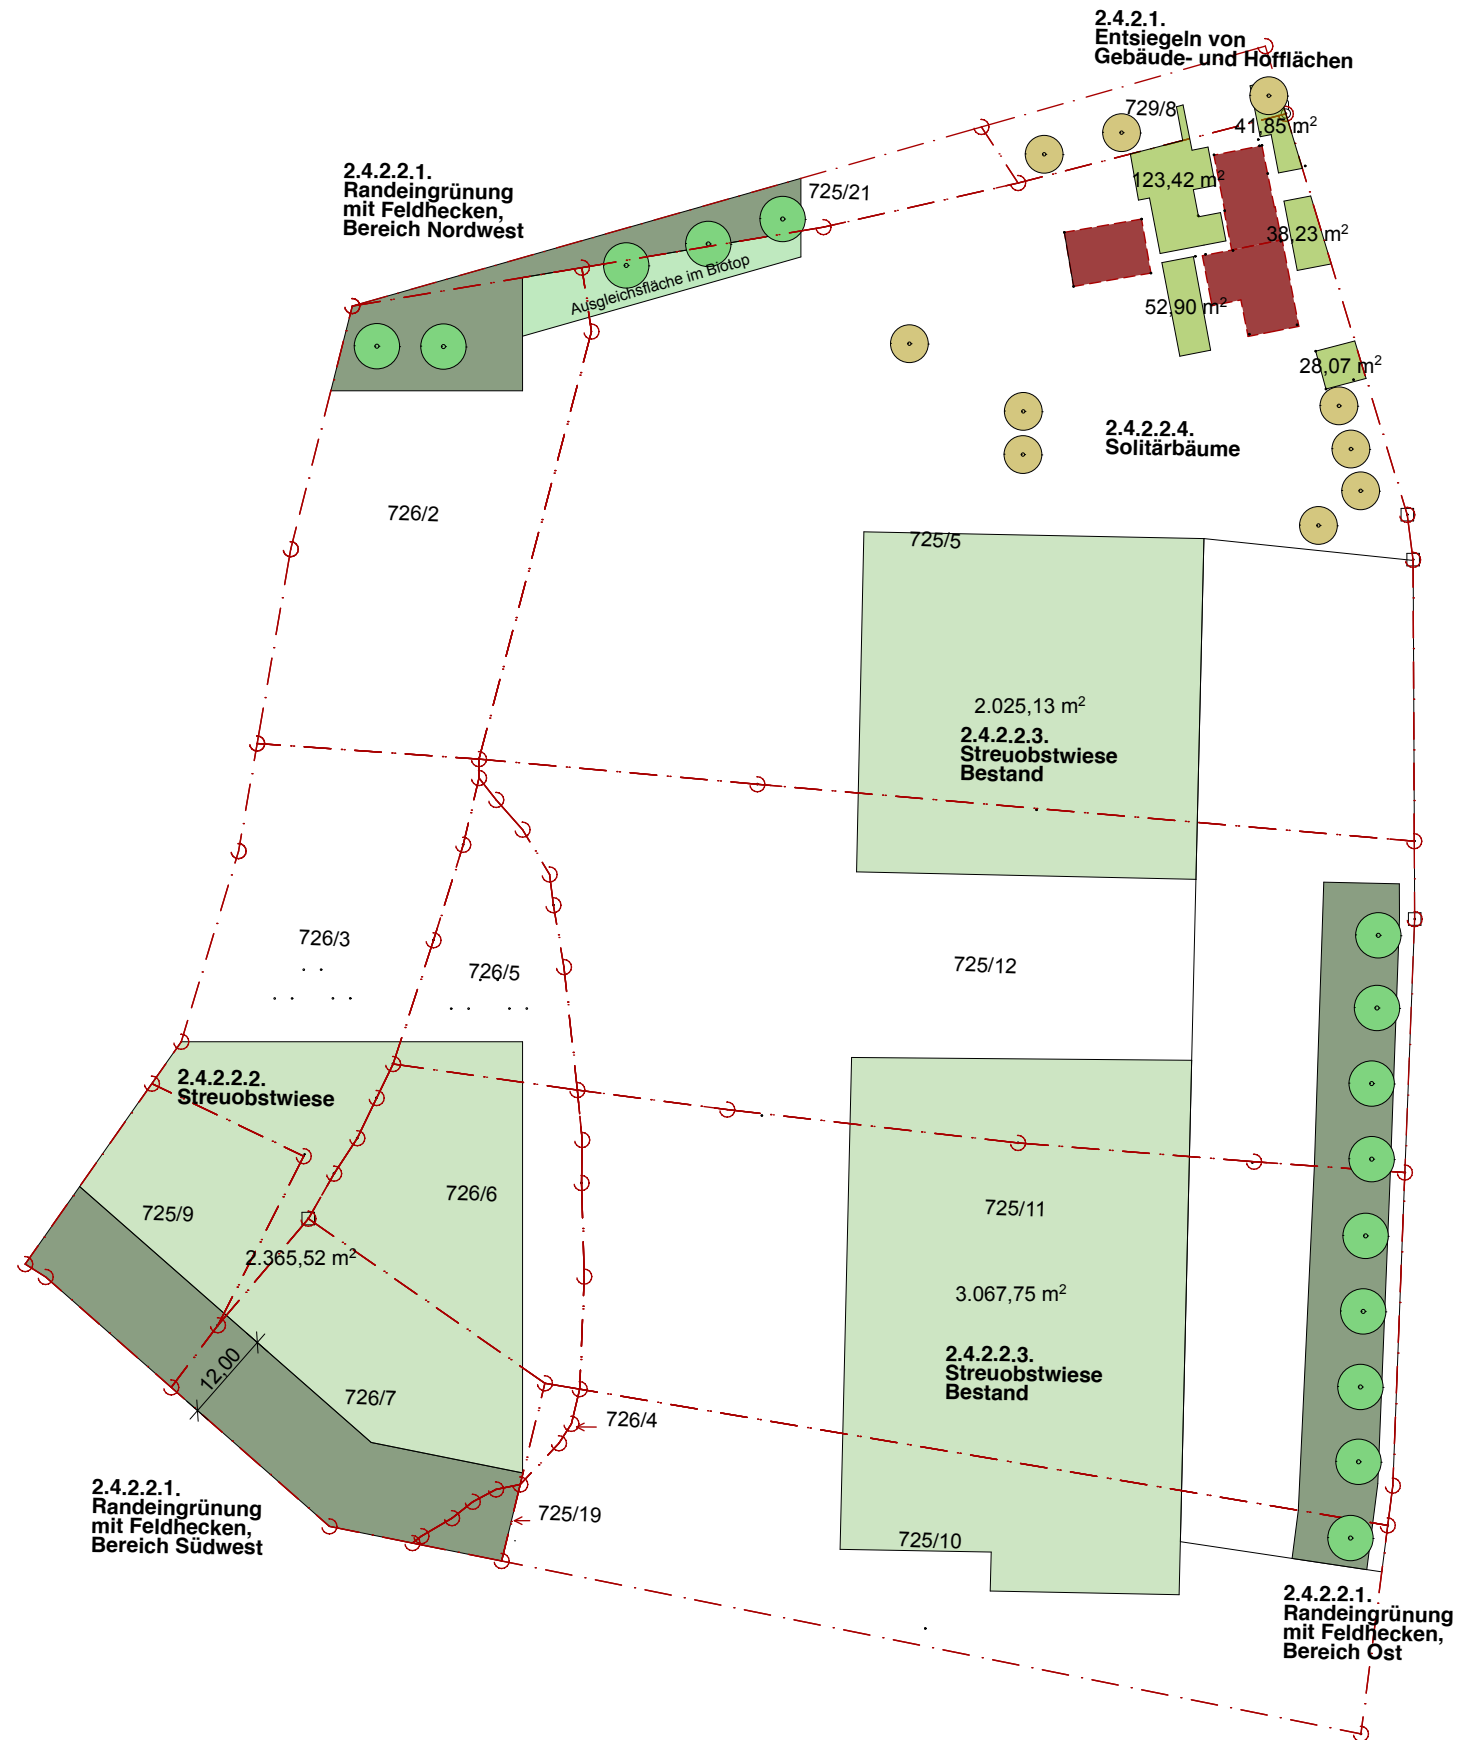 2.4.2.1.
Entsiegeln von
Gebäude- und Hofflächen
729/8
41,85 m²
2.4.2.2.1.
Randeingrünung
mit Feldhecken,
Bereich Nordwest
725/21
123,42 m²
38,23 m²
Ausgleichsfläche im Biotop
52,90 m²
28,07 m²
2.4.2.2.4.
Solitärbäume
726/2
725/5
2.025,13 m²
2.4.2.2.3.
Streuobstwiese
Bestand
726/3
726/5
725/12
2.4.2.2.2.
Streuobstwiese
726/6
725/9
725/11
2.365,52 m²
3.067,75 m²
2.4.2.2.3.
Streuobstwiese
Bestand
12,00
726/7
726/4
2.4.2.2.1.
Randeingrünung
mit Feldhecken,
Bereich Südwest
725/19
725/10
2.4.2.2.1.
Randeingrünung
mit Feldhecken,
Bereich Ost